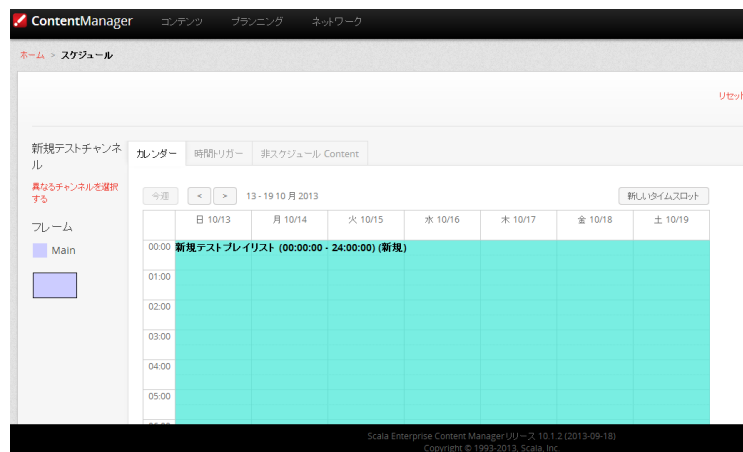 ContentManager コンテンツ プランニング ネットワーク
ホーム > スケジュール
リセット
新規テストチャンネ
ル
異なるチャンネルを選択
する
フレーム
Main
カレンダー 時間トリガー 非スケジュール Content
今週 < > 13 - 19 10 月 2013 新しいタイムスロット
日 10/13 月 10/14 火 10/15 水 10/16 木 10/17 金 10/18 土 10/19
00:00 新規テストプレイリスト (00:00:00 - 24:00:00) (新規)
01:00
02:00
03:00
04:00
05:00
Scala Enterprise Content Manager リリース 10.1.2 (2013-09-18)
Copyright © 1993-2013, Scala, Inc.